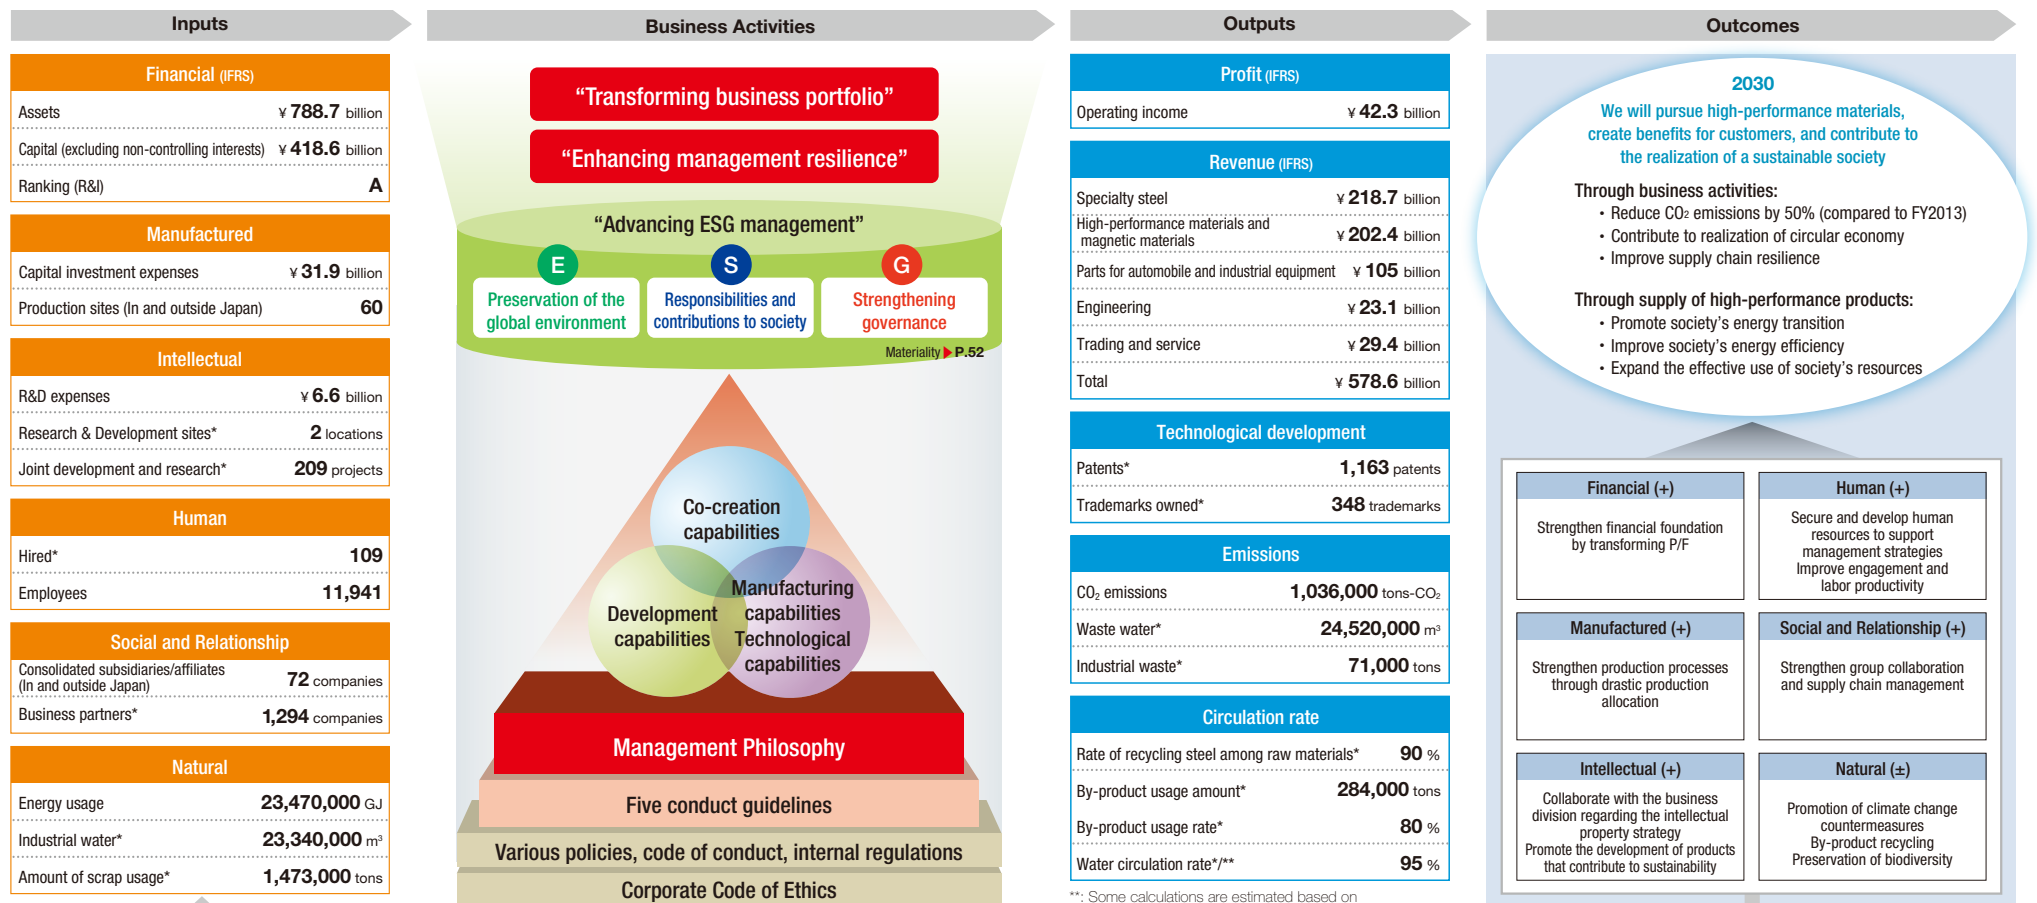 Inputs
Financial (IFRS)
Assets ¥ 788.7 billion
Capital (excluding non-controlling interests) ¥ 418.6 billion
Ranking (R&I) A
Manufactured
Capital investment expenses ¥ 31.9 billion
Production sites (In and outside Japan) 60
Intellectual
R&D expenses ¥ 6.6 billion
Research & Development sites* 2 locations
Joint development and research* 209 projects
Human
Hired* 109
Employees 11,941
Social and Relationship
Consolidated subsidiaries/affiliates
(In and outside Japan) 72 companies
Business partners* 1,294 companies
Natural
Energy usage 23,470,000 GJ
Industrial water* 23,340,000 m³
Amount of scrap usage* 1,473,000 tons
Business Activities
“Transforming business portfolio”
“Enhancing management resilience”
“Advancing ESG management”
E
Preservation of the
global environment
S
Responsibilities and
contributions to society
G
Strengthening
governance
Materiality ▶ P.52
Co-creation
capabilities
Development
capabilities
Manufacturing
capabilities
Technological
capabilities
Management Philosophy
Five conduct guidelines
Various policies, code of conduct, internal regulations
Corporate Code of Ethics
Outputs
Profit (IFRS)
Operating income ¥ 42.3 billion
Revenue (IFRS)
Specialty steel ¥ 218.7 billion
High-performance materials and
magnetic materials ¥ 202.4 billion
Parts for automobile and industrial equipment ¥ 105 billion
Engineering ¥ 23.1 billion
Trading and service ¥ 29.4 billion
Total ¥ 578.6 billion
Technological development
Patents* 1,163 patents
Trademarks owned* 348 trademarks
Emissions
CO₂ emissions 1,036,000 tons-CO₂
Waste water* 24,520,000 m³
Industrial waste* 71,000 tons
Circulation rate
Rate of recycling steel among raw materials* 90 %
By-product usage amount* 284,000 tons
By-product usage rate* 80 %
Water circulation rate*/** 95 %
**: Some calculations are estimated based on
Outcomes
2030
We will pursue high-performance materials,
create benefits for customers, and contribute to
the realization of a sustainable society
Through business activities:
• Reduce CO₂ emissions by 50% (compared to FY2013)
• Contribute to realization of circular economy
• Improve supply chain resilience
Through supply of high-performance products:
• Promote society’s energy transition
• Improve society’s energy efficiency
• Expand the effective use of society’s resources
Financial (+)
Strengthen financial foundation
by transforming P/F
Human (+)
Secure and develop human
resources to support
management strategies
Improve engagement and
labor productivity
Manufactured (+)
Strengthen production processes
through drastic production
allocation
Social and Relationship (+)
Strengthen group collaboration
and supply chain management
Intellectual (+)
Collaborate with the business
division regarding the intellectual
property strategy
Promote the development of products
that contribute to sustainability
Natural (±)
Promotion of climate change
countermeasures
By-product recycling
Preservation of biodiversity